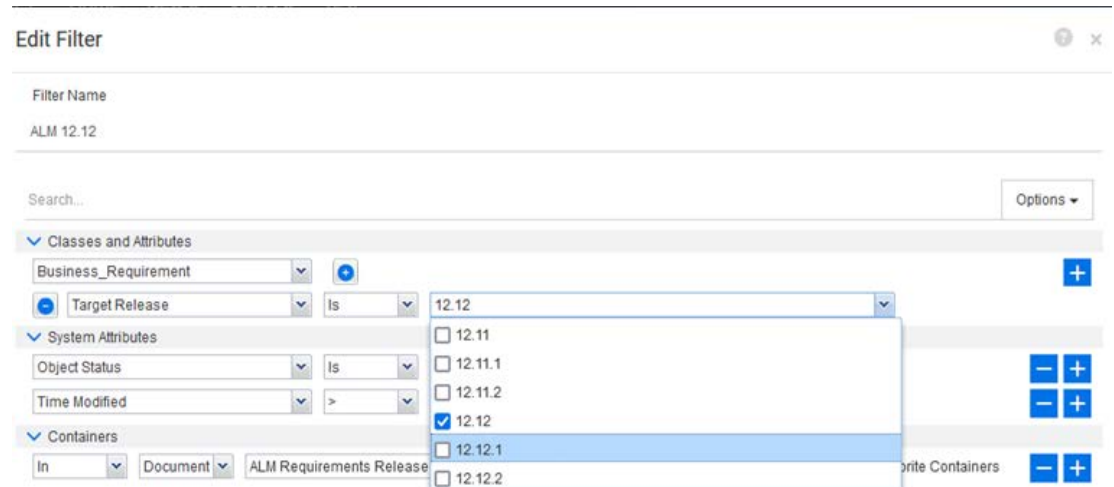 Edit Filter
Filter Name
ALM 12.12
Search...
Options
Classes and Attributes
Business_Requirement
Target Release Is 12.12
12.11
System Attributes
Object Status Is
12.11.1
12.11.2
Time Modified >
12.12
Containers
12.12.1
In Document ALM Requirements Release Containers
12.12.2